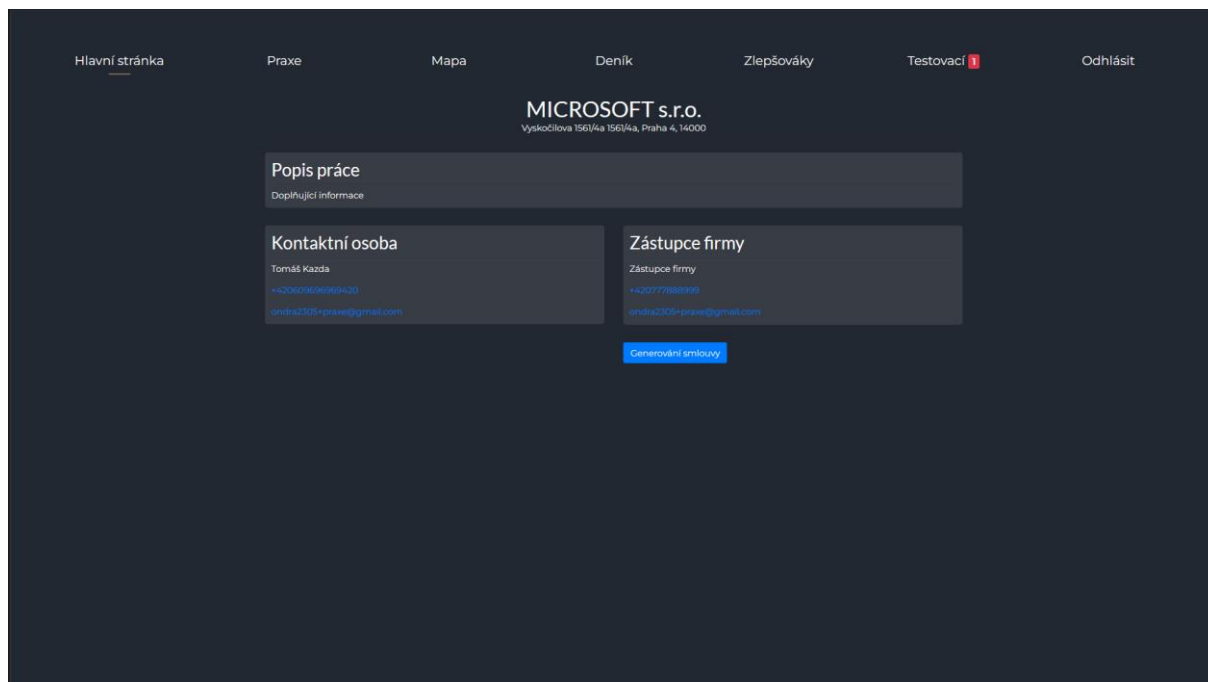 Hlavní stránka Praxe Mapa Deník Zlepšováky Testovací 1 Odhlásit
MICROSOFT s.r.o.
Vyskočilova 1561/4a 1561/4a, Praha 4, 14000
Popis práce
Doplňující informace
Kontaktní osoba
Tomáš Kazda
+420609696969420
ondra2305+praxe@gmail.com
Zástupce firmy
Zástupce firmy
+420777888999
ondra2305+praxe@gmail.com
Generování smlouvy